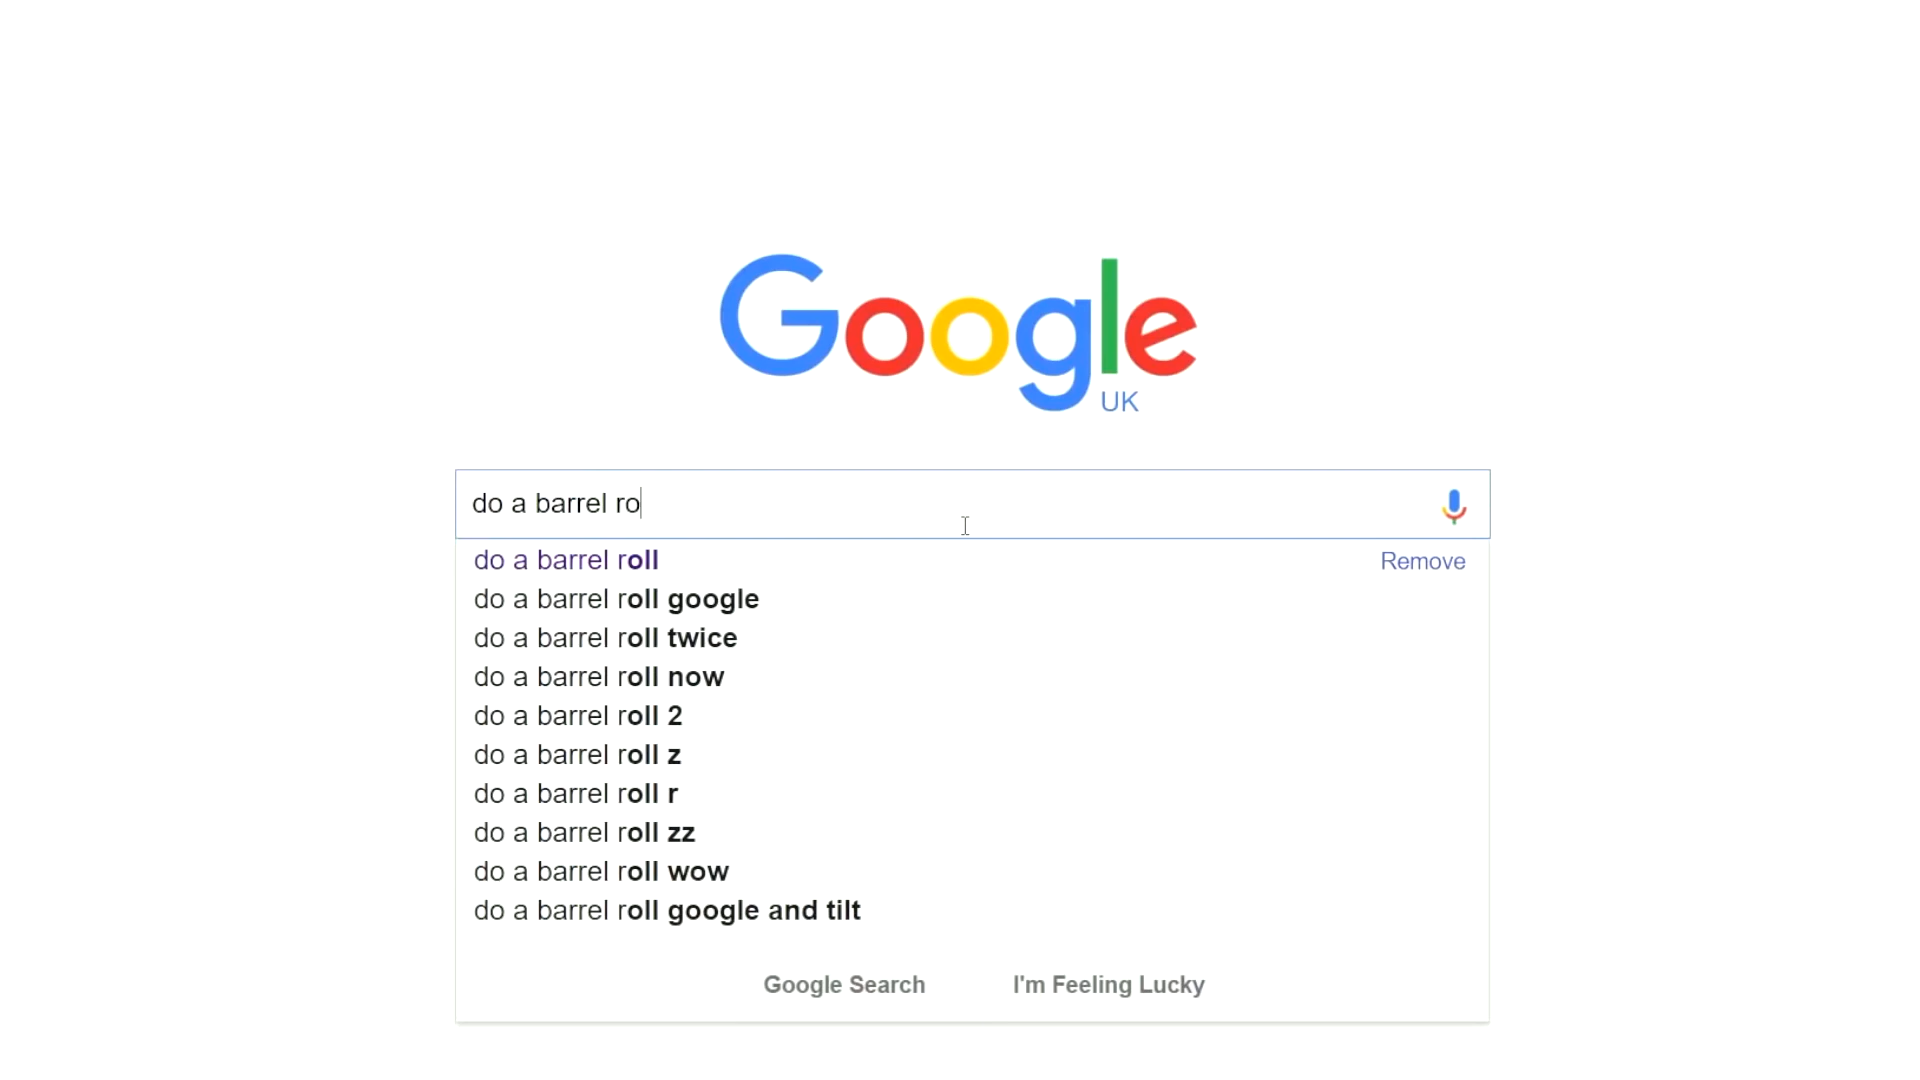 Google
UK
do a barrel ro
do a barrel roll
Remove
do a barrel roll google
do a barrel roll twice
do a barrel roll now
do a barrel roll 2
do a barrel roll z
do a barrel roll r
do a barrel roll zz
do a barrel roll wow
do a barrel roll google and tilt
Google Search
I'm Feeling Lucky